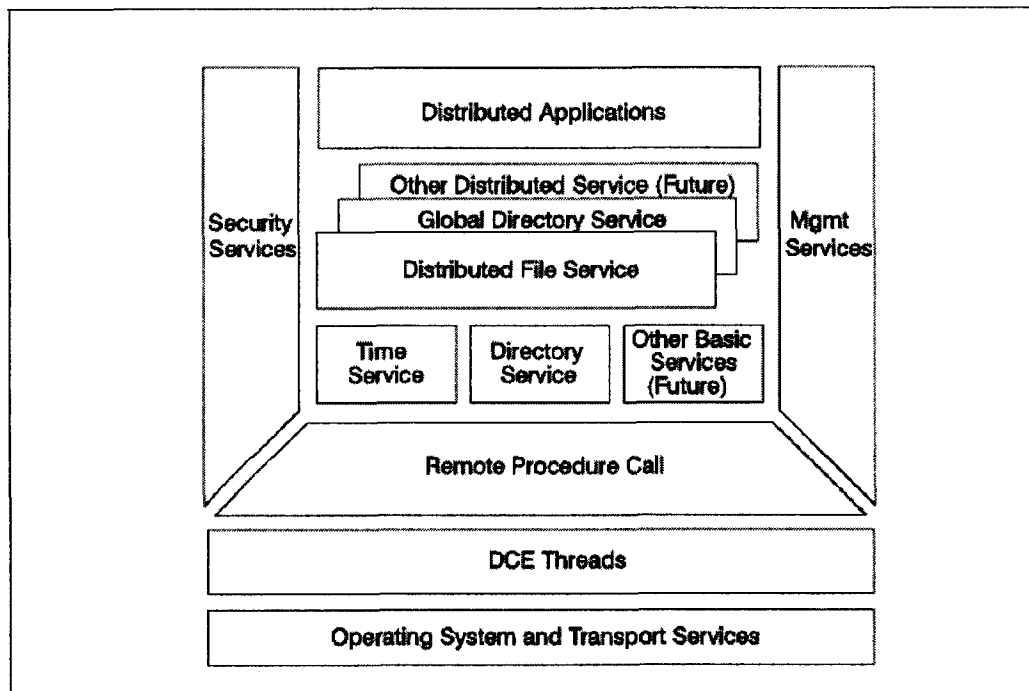 Distributed Applications
Other Distributed Service (Future)
Global Directory Service
Distributed File Service
Security
Services
Mgmt
Services
Time
Service
Directory
Service
Other Basic
Services
(Future)
Remote Procedure Call
DCE Threads
Operating System and Transport Services